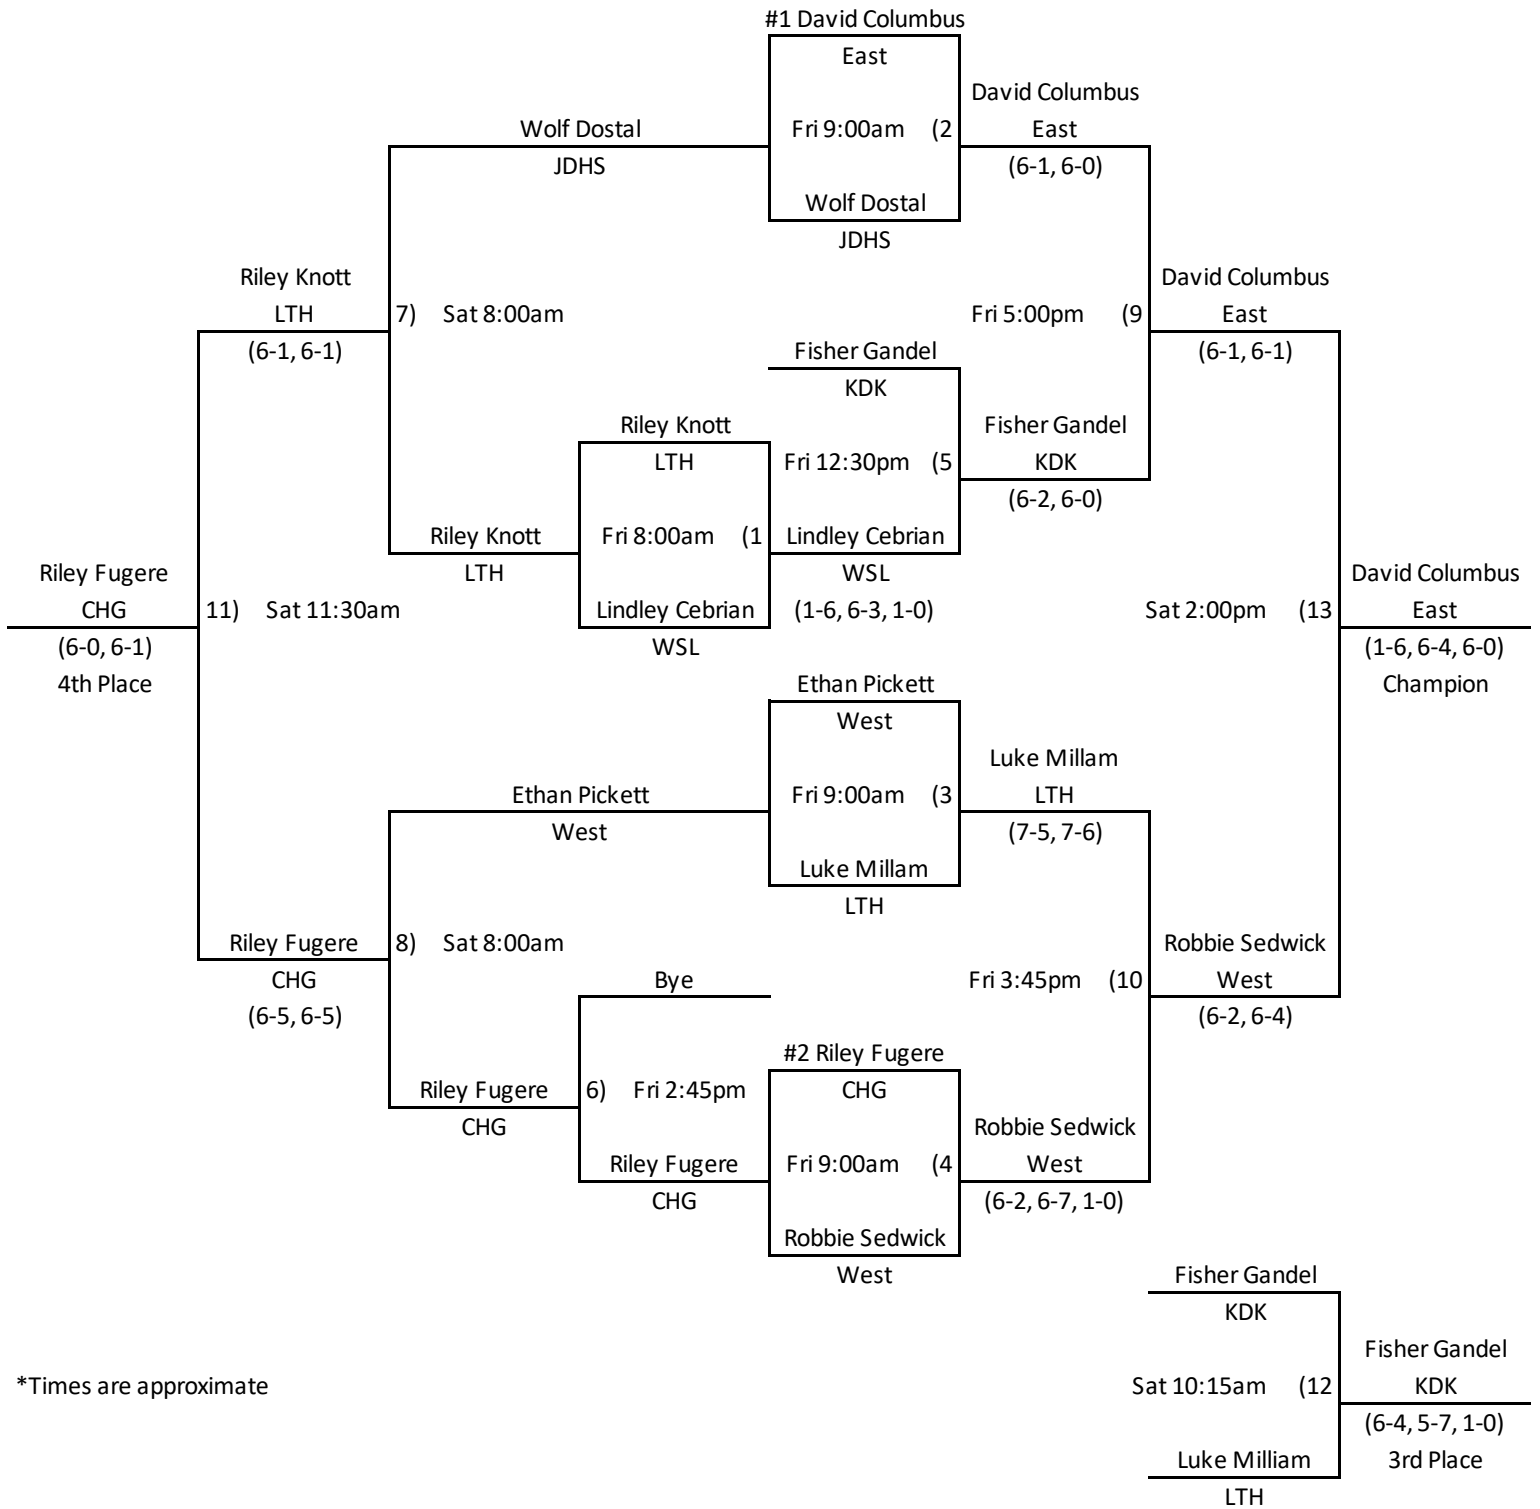 #1 David Columbus
East
David Columbus
Wolf Dostal
Fri 9:00am (2
East
JDHS
(6-1, 6-0)
Wolf Dostal
JDHS
Riley Knott
David Columbus
LTH
7) Sat 8:00am
Fri 5:00pm (9
East
(6-1, 6-1)
Fisher Gandel
(6-1, 6-1)
KDK
Riley Knott
Fisher Gandel
LTH
Fri 12:30pm (5
KDK
(6-2, 6-0)
Riley Knott
Fri 8:00am (1
Lindley Cebrian
Riley Fugere
LTH
WSL
David Columbus
CHG
11) Sat 11:30am
Lindley Cebrian
(1-6, 6-3, 1-0)
Sat 2:00pm (13
East
(6-0, 6-1)
WSL
(1-6, 6-4, 6-0)
4th Place
Ethan Pickett
Champion
West
Luke Millam
Ethan Pickett
Fri 9:00am (3
LTH
West
(7-5, 7-6)
Luke Millam
LTH
Riley Fugere
8) Sat 8:00am
Robbie Sedwick
CHG
Bye
Fri 3:45pm (10
West
(6-5, 6-5)
(6-2, 6-4)
#2 Riley Fugere
Riley Fugere
6) Fri 2:45pm
CHG
CHG
Robbie Sedwick
Riley Fugere
Fri 9:00am (4
West
CHG
(6-2, 6-7, 1-0)
Robbie Sedwick
West
Fisher Gandel
KDK
Fisher Gandel
*Times are approximate
Sat 10:15am (12
KDK
(6-4, 5-7, 1-0)
Luke Milliam
3rd Place
LTH